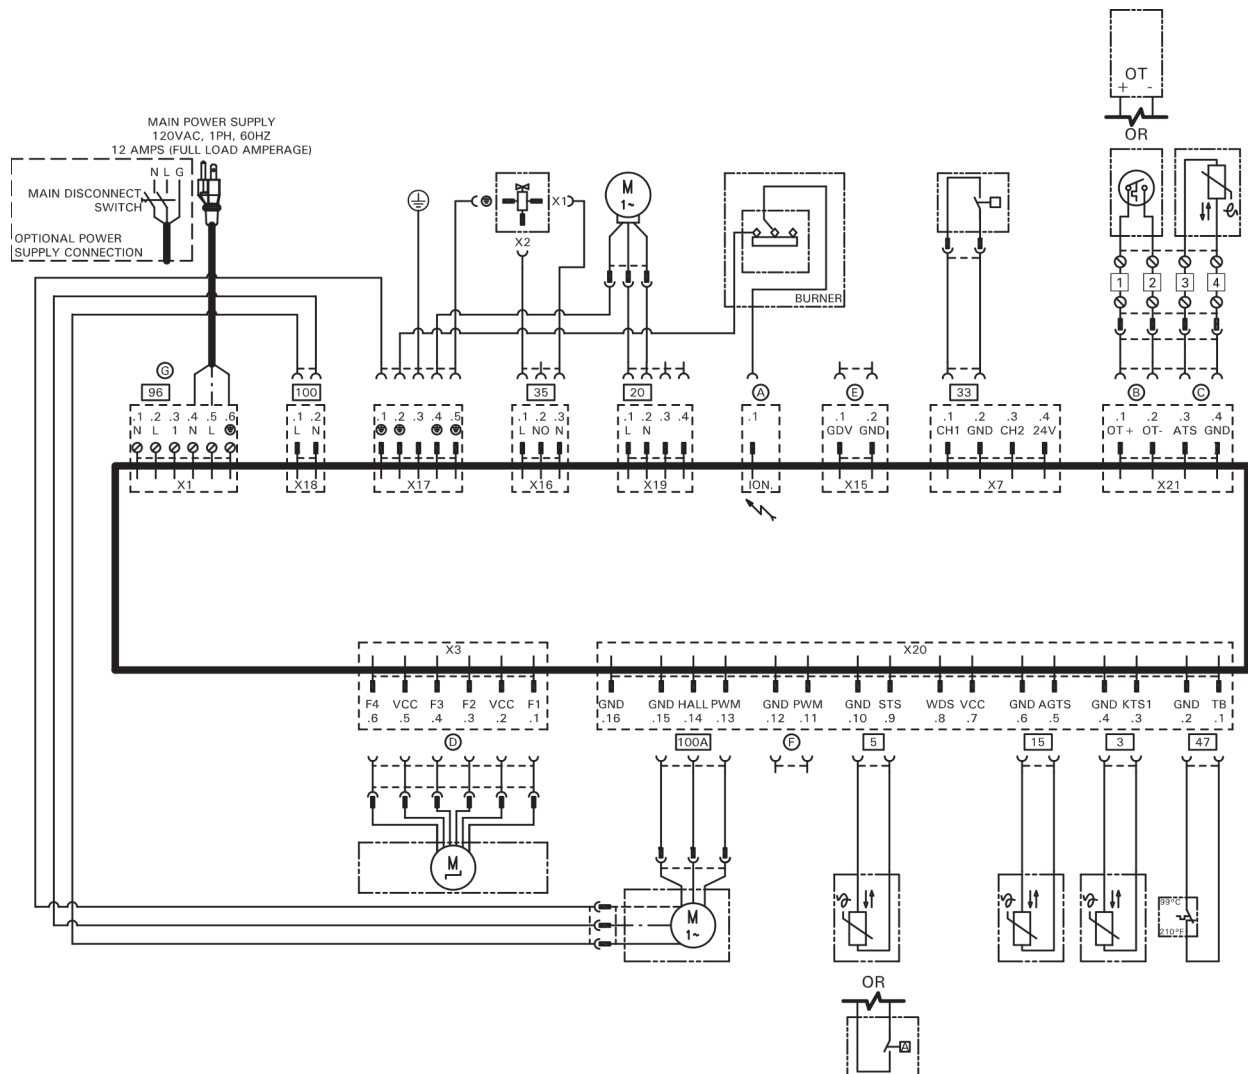 OT
+ -
OR
MAIN POWER SUPPLY
120VAC, 1PH, 60HZ
12 AMPS (FULL LOAD AMPERAGE)
N L G
MAIN DISCONNECT
SWITCH
OPTIONAL POWER
SUPPLY CONNECTION
X1
X2
M
1~
BURNER
1 2 3 4
G
96
100
35
20
A
E
33
B
C
.1 .2 .3 .4 .5 .6
N L 1 N L
X1
.1 .2
L N
X18
.1 .2 .3 .4 .5
X17
.1 .2 .3
L NO N
X16
.1 .2 .3 .4
L N
X19
.1
ION.
.1 .2
GDV GND
X15
.1 .2 .3 .4
CH1 GND CH2 24V
X7
.1 .2 .3 .4
OT+ OT- ATS GND
X21
X3
F4 VCC F3 F2 VCC F1
.6 .5 .4 .3 .2 .1
D
X20
GND GND HALL PWM GND PWM GND STS WDS VCC GND AGTS GND KTS1 GND TB
.16 .15 .14 .13 .12 .11 .10 .9 .8 .7 .6 .5 .4 .3 .2 .1
100A
F
5
15
3
47
M
M
1~
99°C
210°F
OR
A